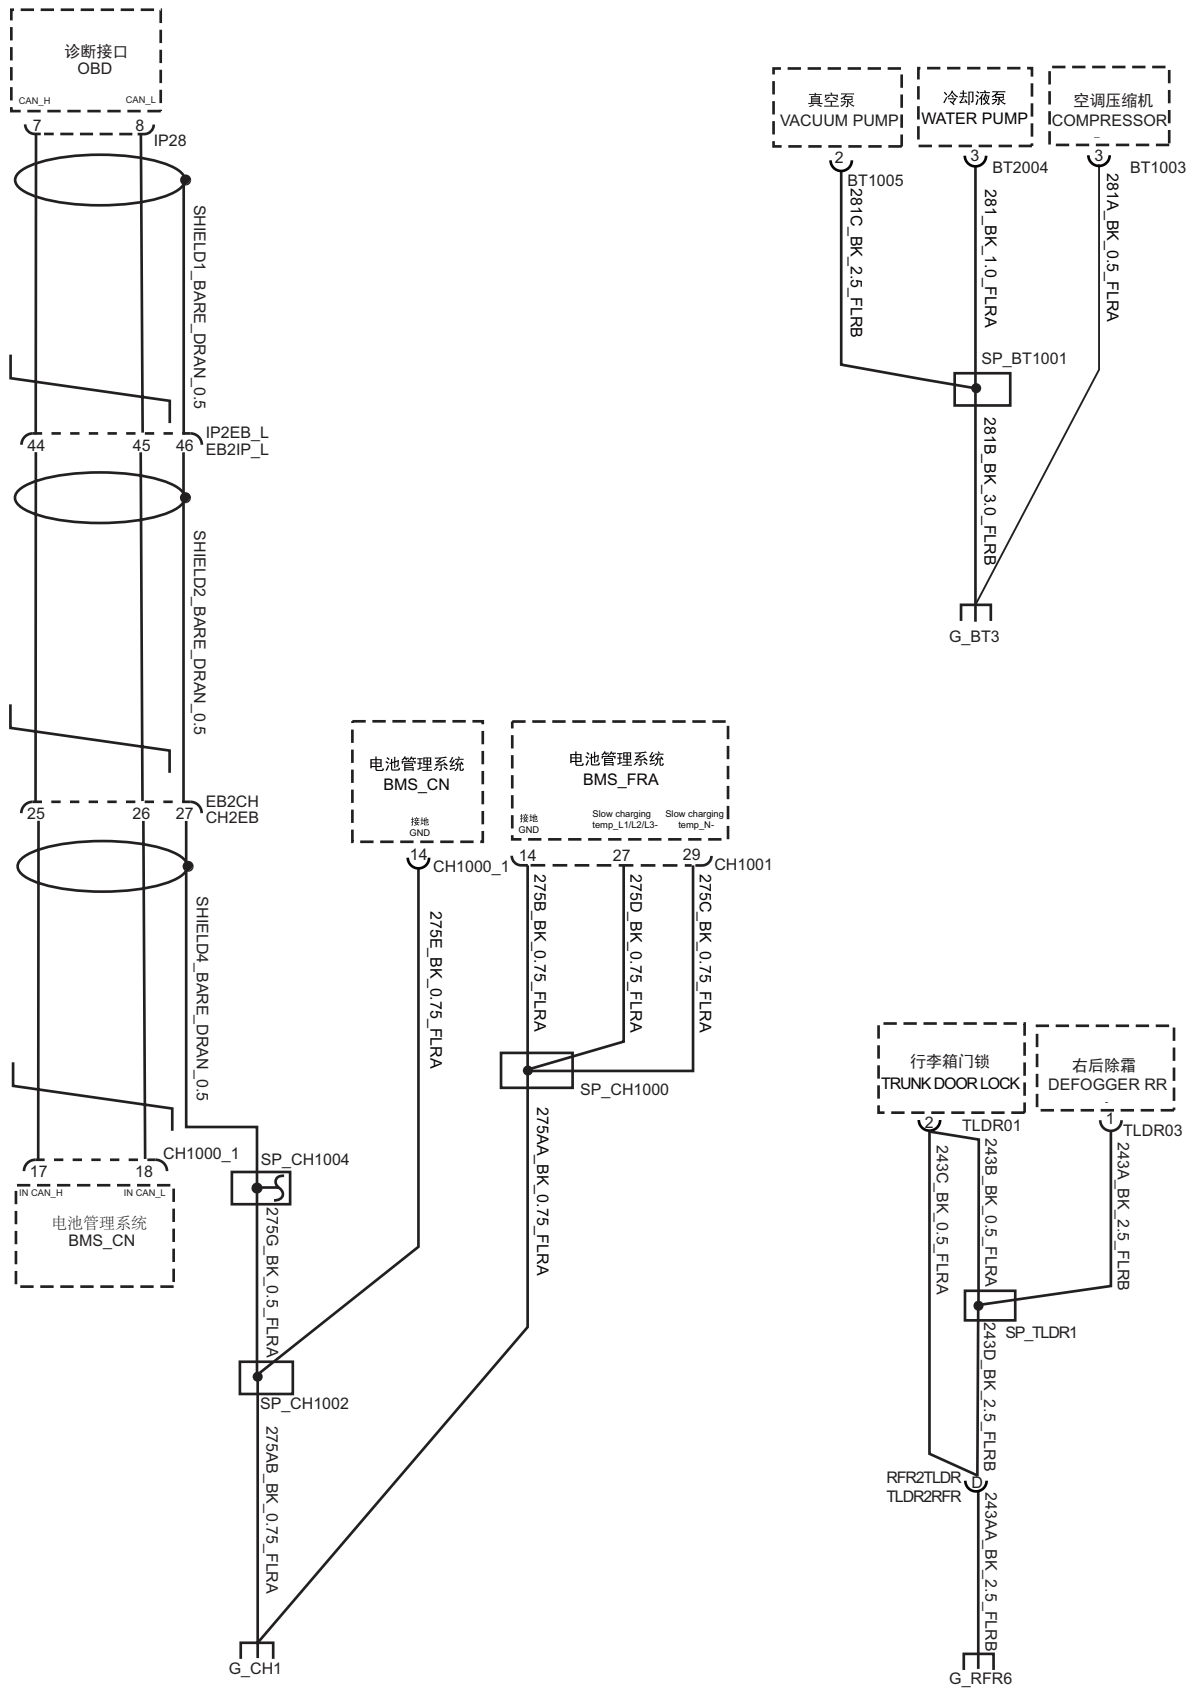 诊断接口
OBD
CAN_H
CAN_L
7
8
IP28
SHIELD1_BARE_DRAN_0.5
IP2EB_L
EB2IP_L
44
45
46
SHIELD2_BARE_DRAN_0.5
EB2CH
CH2EB
25
26
27
SHIELD4_BARE_DRAN_0.5
CH1000_1
17
18
IN CAN_H
IN CAN_L
电池管理系统
BMS_CN
SP_CH1004
275G_BK_0.5_FLRA
SP_CH1002
275AB_BK_0.75_FLRA
G_CH1
电池管理系统
BMS_CN
接地
GND
14
CH1000_1
275E_BK_0.75_FLRA
电池管理系统
BMS_FRA
接地
GND
Slow charging
temp_L1/L2/L3-
Slow charging
temp_N-
14
27
29
CH1001
275B_BK_0.75_FLRA
275D_BK_0.75_FLRA
275C_BK_0.75_FLRA
SP_CH1000
275AA_BK_0.75_FLRA
真空泵
VACUUM PUMP
2
BT1005
281C_BK_2.5_FLRB
冷却液泵
WATER PUMP
3
BT2004
281_BK_1.0_FLRA
空调压缩机
COMPRESSOR
_
3
BT1003
281A_BK_0.5_FLRA
SP_BT1001
281B_BK_3.0_FLRB
G_BT3
行李箱门锁
TRUNK DOOR LOCK
2
TLDR01
243C_BK_0.5_FLRA
243B_BK_0.5_FLRA
右后除霜
DEFOGGER RR
-
1
TLDR03
243A_BK_2.5_FLRB
SP_TLDR1
243D_BK_2.5_FLRB
RFR2TLDR
TLDR2RFR
D
243AA_BK_2.5_FLRB
G_RFR6